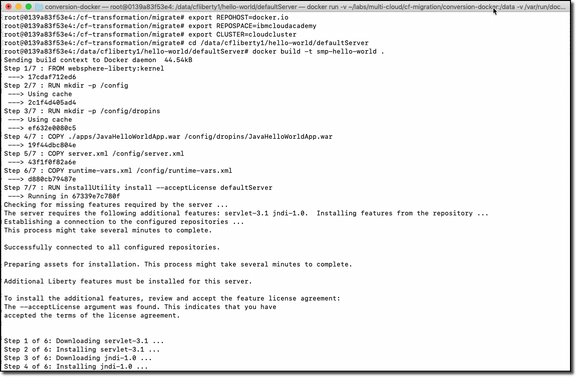 conversion-docker — root@0139a83f53e4: /data/cfliberty1/hello-world/defaultServer — docker run -v ~/labs/multi-cloud/cf-migration/conversion-docker/data -v /var/run/doc...
root@0139a83f53e4:/cf-transformation/migrate# export REPOHOST=docker.io
root@0139a83f53e4:/cf-transformation/migrate# export REPOSPACE=ibmcloudacademy
root@0139a83f53e4:/cf-transformation/migrate# export CLUSTER=cloudcluster
root@0139a83f53e4:/cf-transformation/migrate# cd /data/cfliberty1/hello-world/defaultServer
root@0139a83f53e4:/data/cfliberty1/hello-world/defaultServer# docker build -t smp-hello-world .
Sending build context to Docker daemon  44.54kB
Step 1/7 : FROM websphere-liberty:kernel
 ---> 17cdaf712ed6
Step 2/7 : RUN mkdir -p /config
 ---> Using cache
 ---> 2c1f4d405ad4
Step 3/7 : RUN mkdir -p /config/dropins
 ---> Using cache
 ---> ef632e0080c5
Step 4/7 : COPY ./apps/JavaHelloWorldApp.war /config/dropins/JavaHelloWorldApp.war
 ---> 19f44dbc804e
Step 5/7 : COPY server.xml /config/server.xml
 ---> 43f1f0f82a6e
Step 6/7 : COPY runtime-vars.xml /config/runtime-vars.xml
 ---> d880cb79487e
Step 7/7 : RUN installUtility install --acceptLicense defaultServer
 ---> Running in 67339e7c780f
Checking for missing features required by the server ...
The server requires the following additional features: servlet-3.1 jndi-1.0.  Installing features from the repository ...
Establishing a connection to the configured repositories ...
This process might take several minutes to complete.
Successfully connected to all configured repositories.
Preparing assets for installation. This process might take several minutes to complete.
Additional Liberty features must be installed for this server.
To install the additional features, review and accept the feature license agreement:
The --acceptLicense argument was found. This indicates that you have
accepted the terms of the license agreement.
Step 1 of 6: Downloading servlet-3.1 ...
Step 2 of 6: Installing servlet-3.1 ...
Step 3 of 6: Downloading jndi-1.0 ...
Step 4 of 6: Installing jndi-1.0 ...